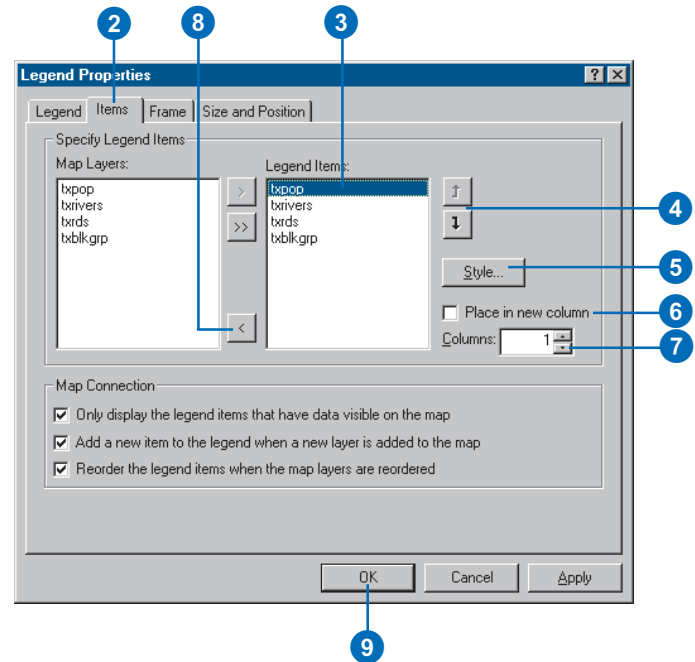 2 8 3
Legend Properties ? ×
Legend Items Frame Size and Position
Specify Legend Items
Map Layers: Legend Items:
txpop
txrivers
txrds
txblkgrp
>
>>
<
txpop
txrivers
txrds
txblkgrp
4
Style... 5
Place in new column 6
Columns: 1 7
Map Connection
Only display the legend items that have data visible on the map
Add a new item to the legend when a new layer is added to the map
Reorder the legend items when the map layers are reordered
OK Cancel Apply
9